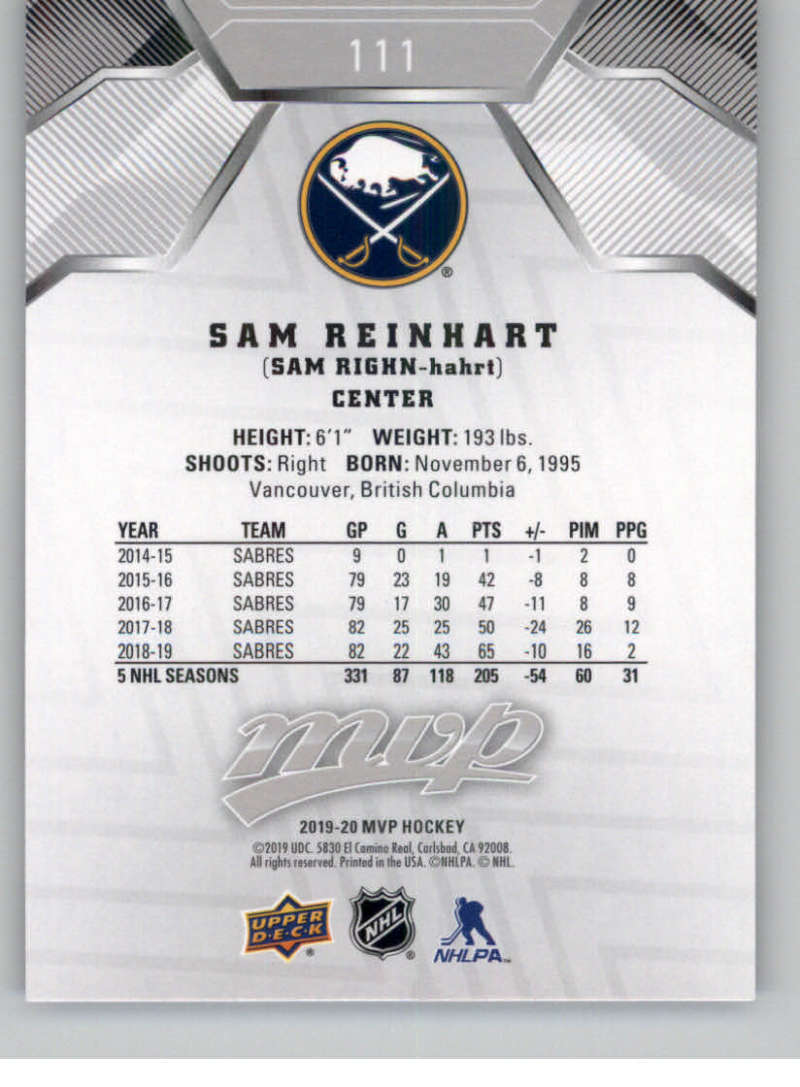 111
®
SAM REINHART
(SAM RIGHN-hahrt)
CENTER
HEIGHT: 6'1" WEIGHT: 193 lbs.
SHOOTS: Right BORN: November 6, 1995
Vancouver, British Columbia
YEAR TEAM GP G A PTS +/- PIM PPG
2014-15 SABRES 9 0 1 1 -1 2 0
2015-16 SABRES 79 23 19 42 -8 8 8
2016-17 SABRES 79 17 30 47 -11 8 9
2017-18 SABRES 82 25 25 50 -24 26 12
2018-19 SABRES 82 22 43 65 -10 16 2
5 NHL SEASONS 331 87 118 205 -54 60 31
mvp
2019-20 MVP HOCKEY
©2019 UDC. 5830 El Camino Real, Carlsbad, CA 92008.
All rights reserved. Printed in the USA. ©NHLPA. © NHL.
UPPER
D·E·C·K
®
NHL
®
NHLPA™